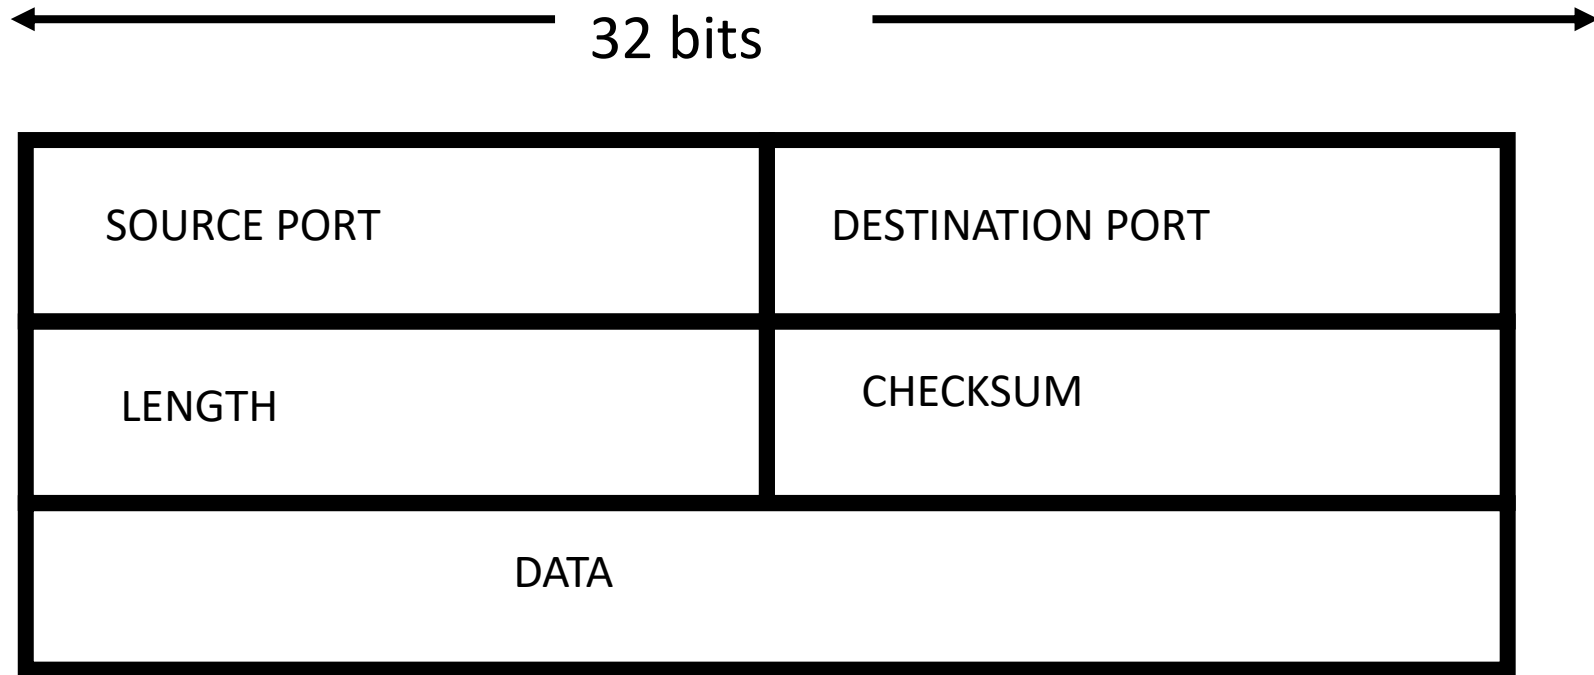 32 bits
SOURCE PORT
DESTINATION PORT
LENGTH
CHECKSUM
DATA